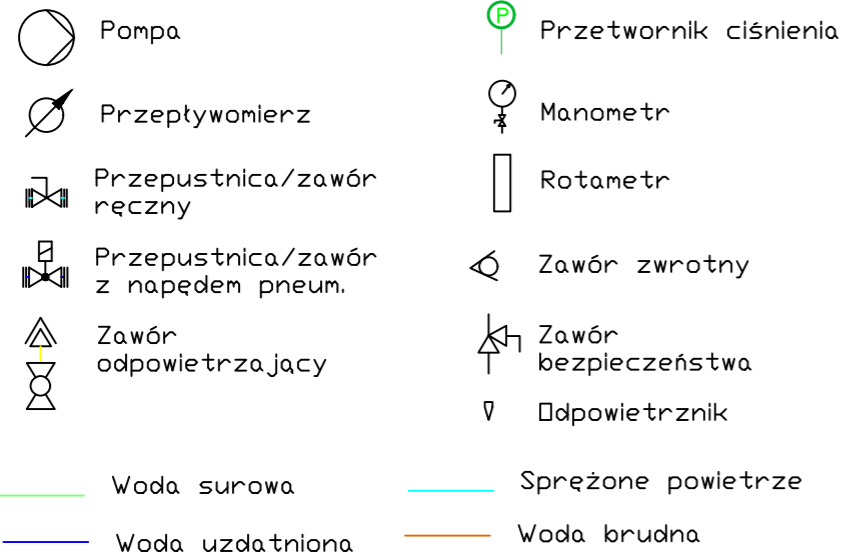 Pompa
Przepływomierz
Przepustnica/zawór
ręczny
Przepustnica/zawór
z napędem pneum.
Zawór
odpowietrzający
P
Przetwornik ciśnienia
Manometr
Rotametr
Zawór zwrotny
Zawór
bezpieczeństwa
Odpowietrznik
Woda surowa
Woda uzdatniona
Sprężone powietrze
Woda brudna